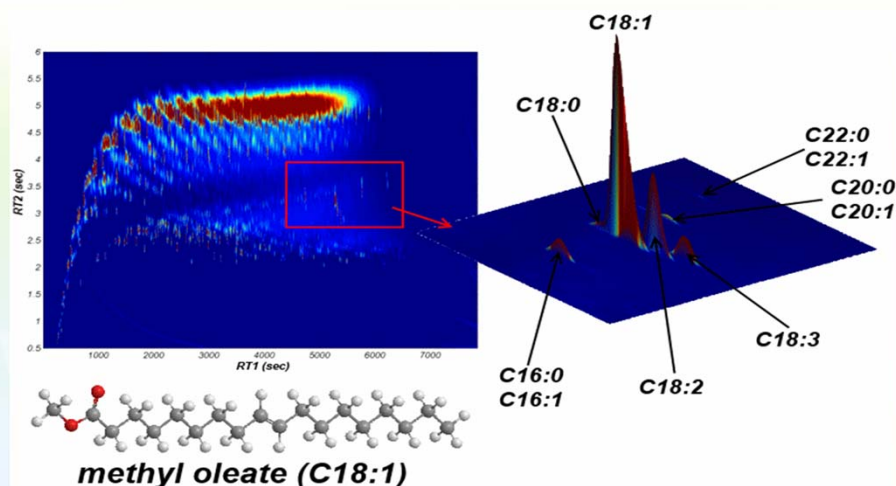 C18:1
6
5.5
5
4.5
4
3.5
3
2.5
2
1.5
1
0.5
RT2 (sec)
1000
2000
3000
4000
5000
6000
7000
RT1 (sec)
C18:0
C22:0
C22:1
C20:0
C20:1
C18:3
C16:0
C16:1
C18:2
methyl oleate (C18:1)